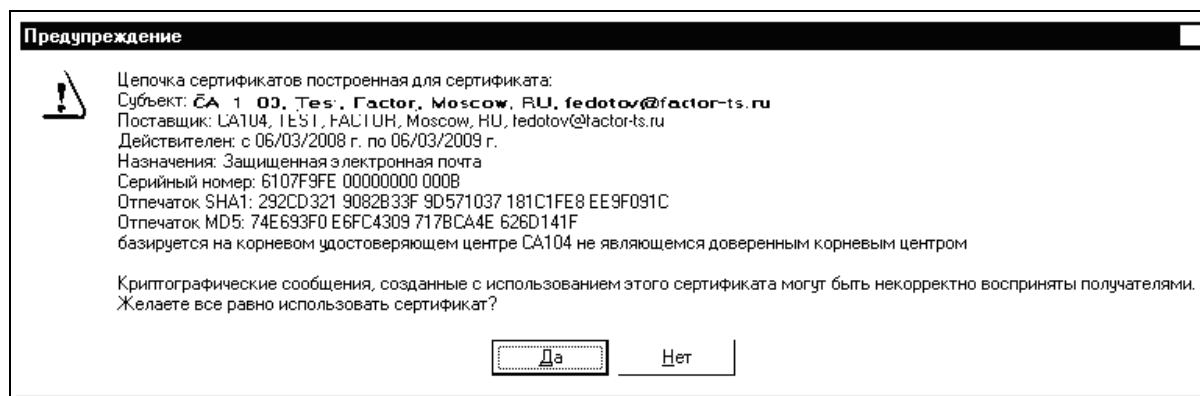 Предупреждение
Цепочка сертификатов построенная для сертификата:
Субъект: CA 1 00, Tes, Factor, Moscow, RU, fedotov@factor-ts.ru
Поставщик: CA104, TEST, FACTOR, Moscow, RU, fedotov@factor-ts.ru
Действителен: с 06/03/2008 г. по 06/03/2009 г.
Назначения: Защищенная электронная почта
Серийный номер: 6107F9FE 00000000 000B
Отпечаток SHA1: 292CD321 9082B33F 9D571037 181C1FE8 EE9F091C
Отпечаток MD5: 74E693F0 E6FC4309 717BCA4E 626D141F
базируется на корневом удостоверяющем центре CA104 не являющемся доверенным корневым центром
Криптографические сообщения, созданные с использованием этого сертификата могут быть некорректно восприняты получателями.
Желаете все равно использовать сертификат?
Да Нет